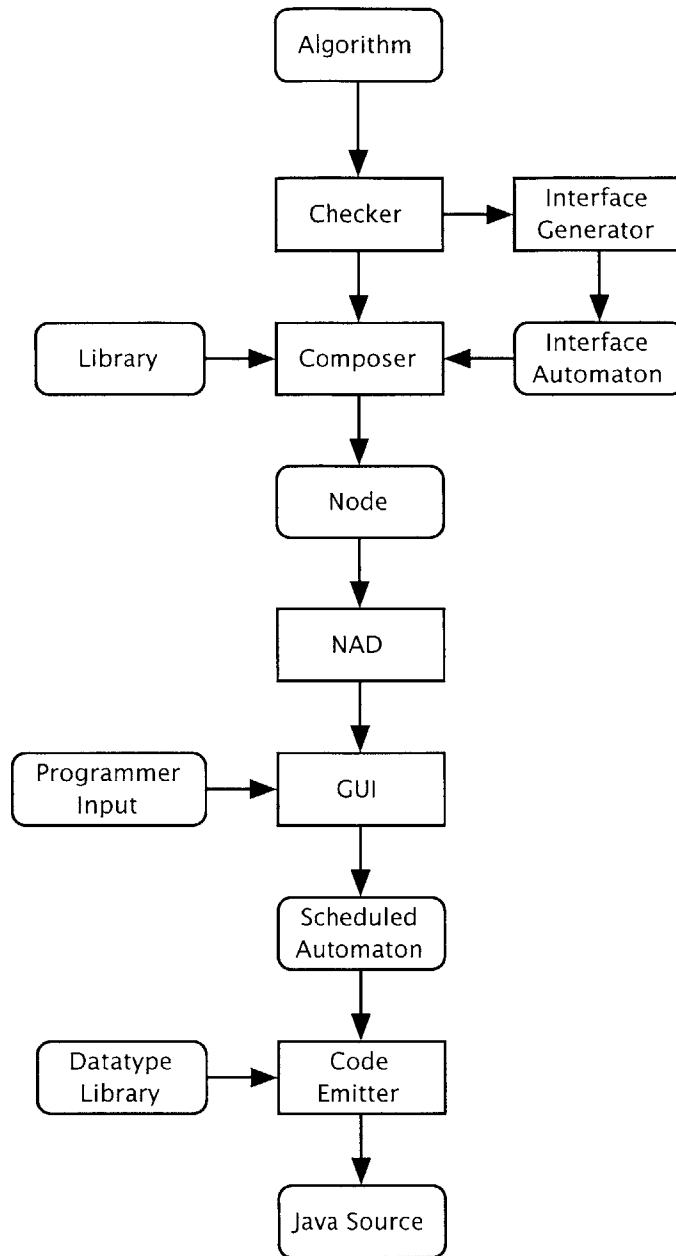 Algorithm
Checker
Interface
Generator
Library
Composer
Interface
Automaton
Node
NAD
Programmer
Input
GUI
Scheduled
Automaton
Datatype
Library
Code
Emitter
Java Source